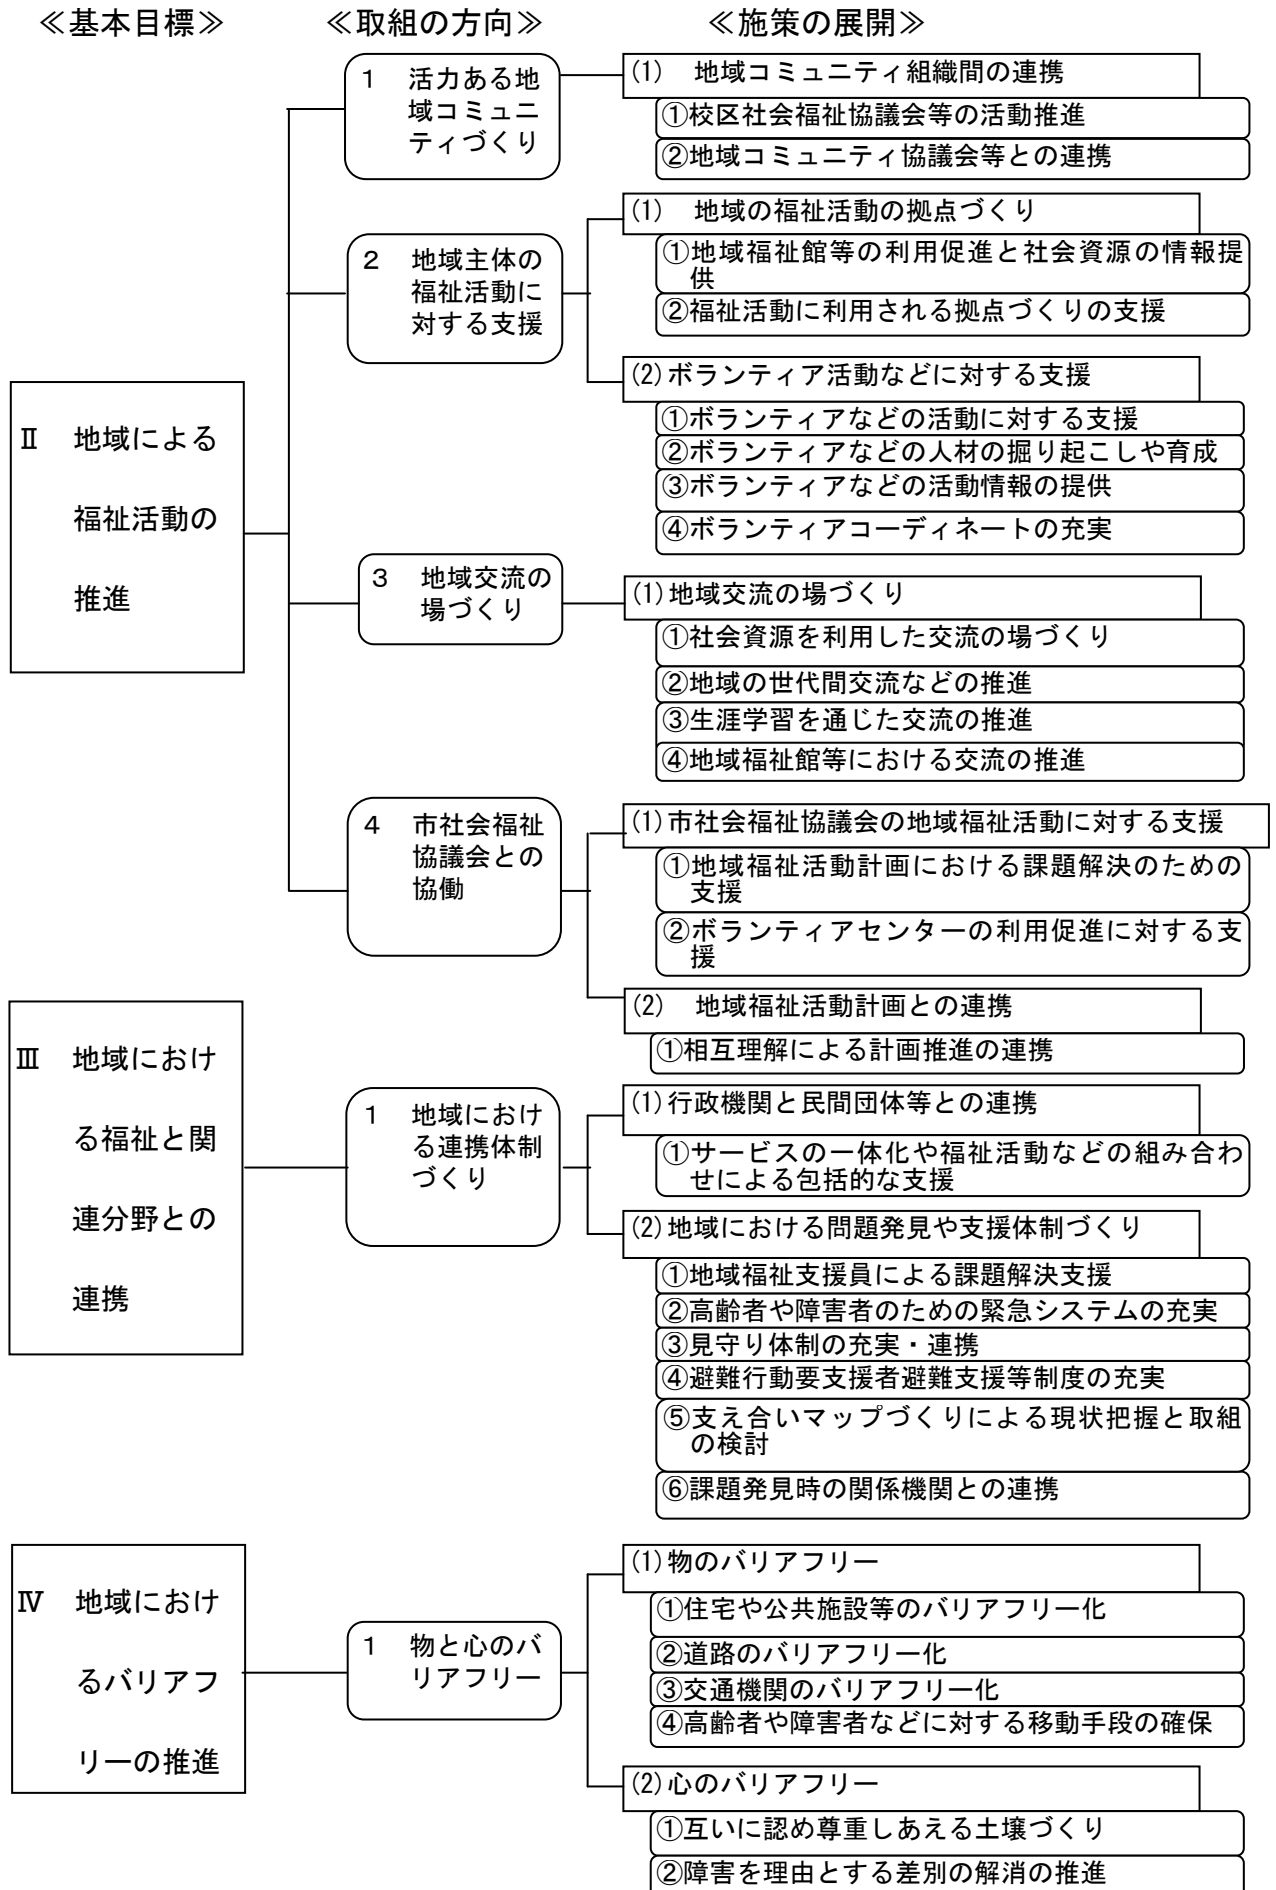 ≪基本目標≫ ≪取組の方向≫ ≪施策の展開≫
1 活力ある地
域コミュニ
ティづくり
(1) 地域コミュニティ組織間の連携
①校区社会福祉協議会等の活動推進
②地域コミュニティ協議会等との連携
2 地域主体の
福祉活動に
対する支援
(1) 地域の福祉活動の拠点づくり
①地域福祉館等の利用促進と社会資源の情報提
供
②福祉活動に利用される拠点づくりの支援
(2)ボランティア活動などに対する支援
①ボランティアなどの活動に対する支援
②ボランティアなどの人材の掘り起こしや育成
③ボランティアなどの活動情報の提供
④ボランティアコーディネートの充実
Ⅱ 地域による
福祉活動の
推進
3 地域交流の
場づくり
(1)地域交流の場づくり
①社会資源を利用した交流の場づくり
②地域の世代間交流などの推進
③生涯学習を通じた交流の推進
④地域福祉館等における交流の推進
4 市社会福祉
協議会との
協働
(1)市社会福祉協議会の地域福祉活動に対する支援
①地域福祉活動計画における課題解決のための
支援
②ボランティアセンターの利用促進に対する支
援
(2) 地域福祉活動計画との連携
①相互理解による計画推進の連携
Ⅲ 地域におけ
る福祉と関
連分野との
連携
1 地域におけ
る連携体制
づくり
(1)行政機関と民間団体等との連携
①サービスの一体化や福祉活動などの組み合わ
せによる包括的な支援
(2)地域における問題発見や支援体制づくり
①地域福祉支援員による課題解決支援
②高齢者や障害者のための緊急システムの充実
③見守り体制の充実・連携
④避難行動要支援者避難支援等制度の充実
⑤支え合いマップづくりによる現状把握と取組
の検討
⑥課題発見時の関係機関との連携
Ⅳ 地域におけ
るバリアフ
リーの推進
1 物と心のバ
リアフリー
(1)物のバリアフリー
①住宅や公共施設等のバリアフリー化
②道路のバリアフリー化
③交通機関のバリアフリー化
④高齢者や障害者などに対する移動手段の確保
(2)心のバリアフリー
①互いに認め尊重しあえる土壌づくり
②障害を理由とする差別の解消の推進